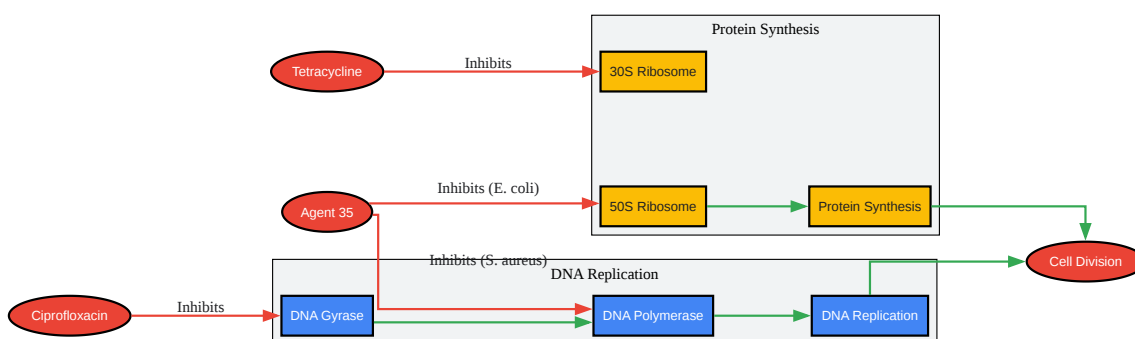 Protein Synthesis
Tetracycline
Inhibits
30S Ribosome
Agent 35
Inhibits (E. coli)
50S Ribosome
Protein Synthesis
Inhibits (S. aureus)
Cell Division
DNA Replication
Ciprofloxacin
Inhibits
DNA Gyrase
DNA Polymerase
DNA Replication